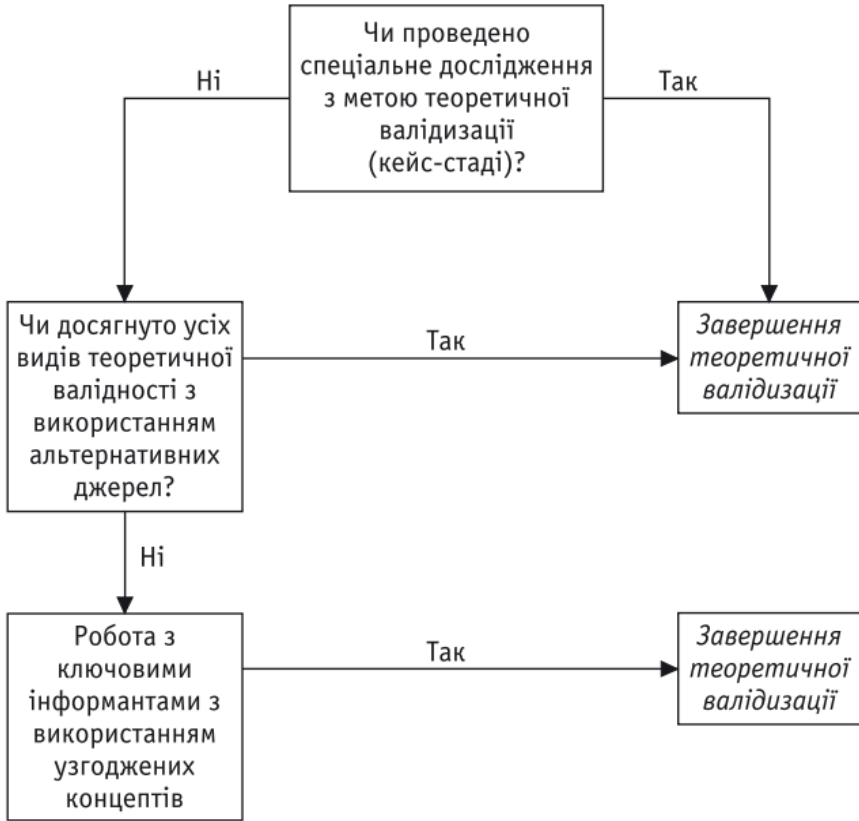 Чи проведено
спеціальне дослідження
з метою теоретичної
валідизації
(кейс-стаді)?
Ні
Так
Чи досягнуто усіх
видів теоретичної
валідності з
використанням
альтернативних
джерел?
Так
Завершення
теоретичної
валідизації
Ні
Робота з
ключовими
інформантами з
використанням
узгоджених
концептів
Так
Завершення
теоретичної
валідизації